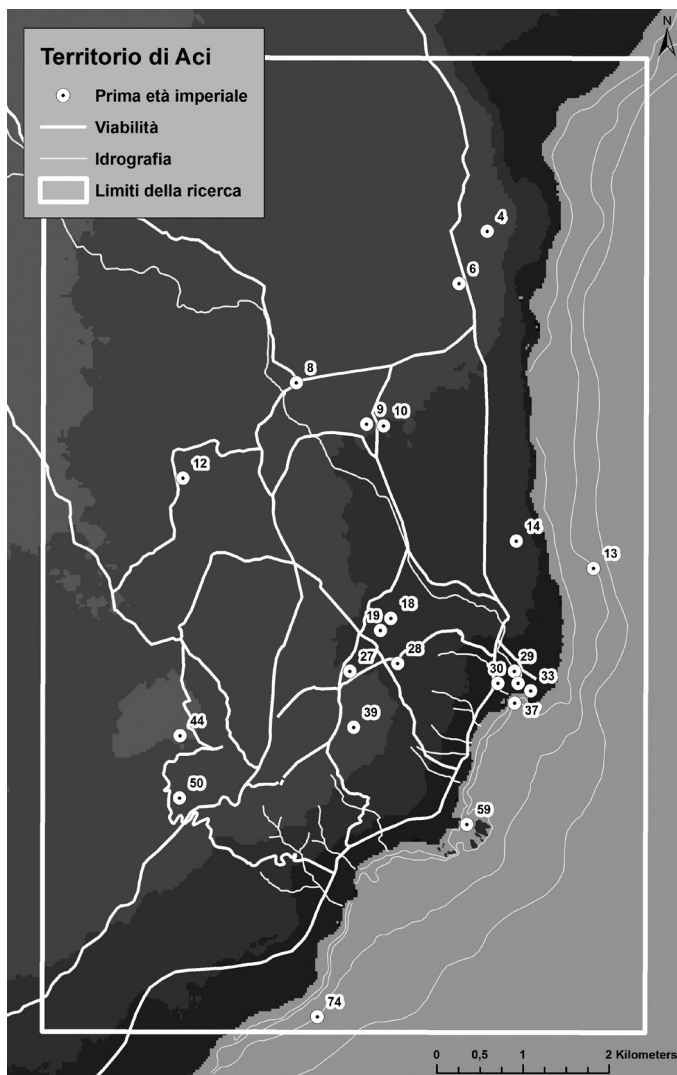 N
Territorio di Aci
Prima età imperiale
Viabilità
Idrografia
Limiti della ricerca
4
6
8
9 10
12
14
13
18
19
28
27
29
30
33
37
39
44
50
59
74
0 0,5 1 2 Kilometers